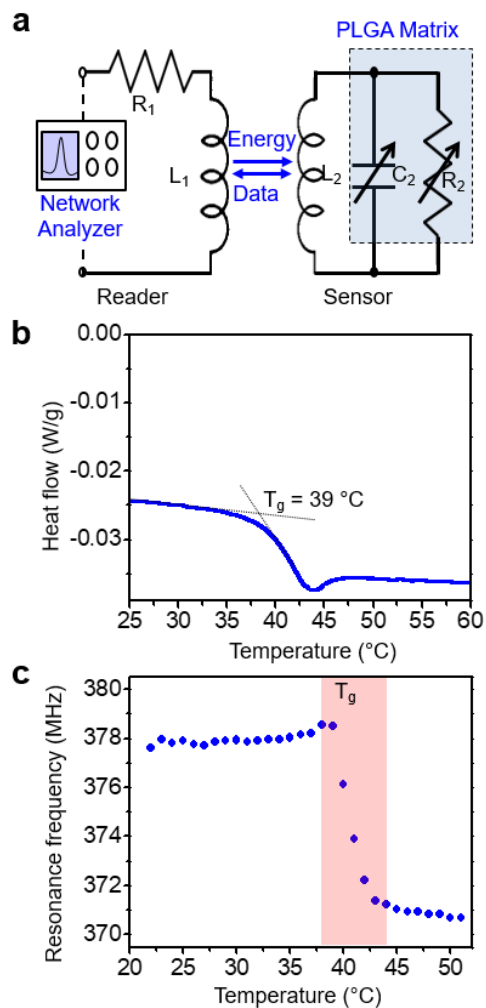 a
PLGA Matrix
R1
Energy
L1
L2
C2
R2
Data
Network
Analyzer
Reader
Sensor
b
0.00
-0.01
-0.02
-0.03
Heat flow (W/g)
Tg = 39 °C
25 30 35 40 45 50 55 60
Temperature (°C)
c
380
378
376
374
372
370
Resonance frequency (MHz)
Tg
20 25 30 35 40 45 50
Temperature (°C)